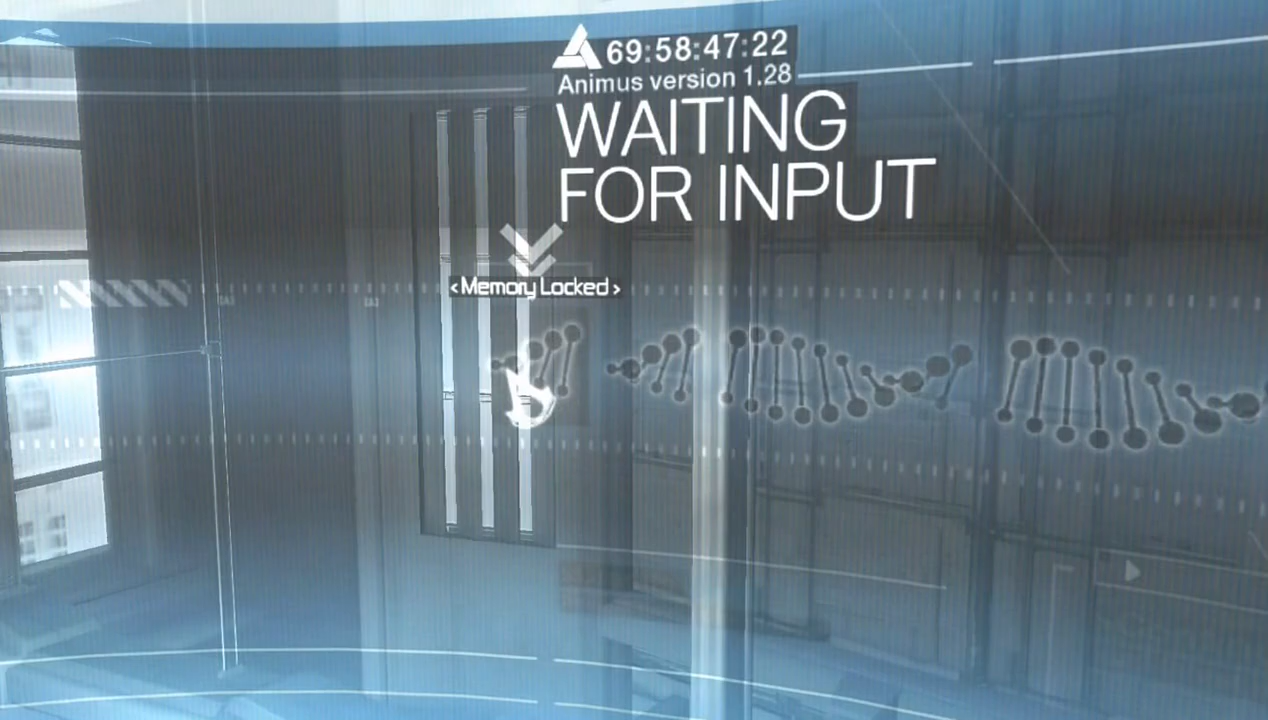 69:58:47:22
Animus version 1.28
WAITING
FOR INPUT
<Memory Locked>